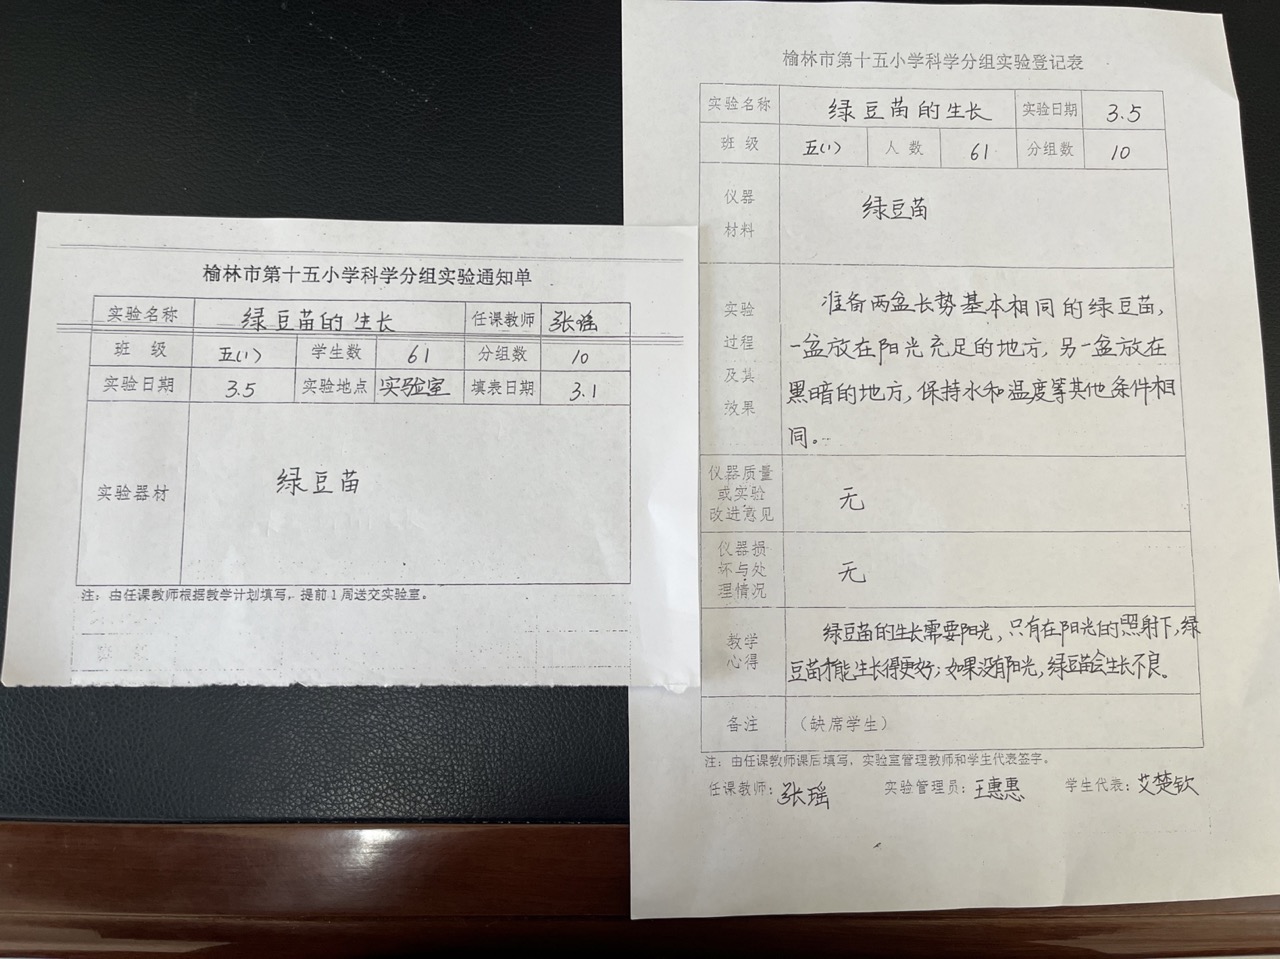 榆林市第十五小学科学分组实验通知单
实验名称 绿豆苗的生长 任课教师 张瑶
班 级 五(1) 学生数 61 分组数 10
实验日期 3.5 实验地点 实验室 填表日期 3.1
实验器材 绿豆苗
注：由任课教师根据教学计划填写，提前1周送交实验室。
榆林市第十五小学科学分组实验登记表
实验名称 绿豆苗的生长 实验日期 3.5
班 级 五(1) 人 数 61 分组数 10
仪器
材料
绿豆苗
实验
过程
及其
效果
准备两盆长势基本相同的绿豆苗,
一盆放在阳光充足的地方,另一盆放在
黑暗的地方,保持水和温度等其他条件相
同。
仪器质量
或实验
改进意见
无
仪器损
坏与处
理情况
无
教学
心得
绿豆苗的生长需要阳光,只有在阳光的照射下,绿
豆苗才能生长得更好;如果没有阳光,绿豆苗会生长不良。
备注 (缺席学生)
注：由任课教师课后填写，实验室管理教师和学生代表签字。
任课教师：张瑶 实验管理员：王惠惠 学生代表：艾楚钦